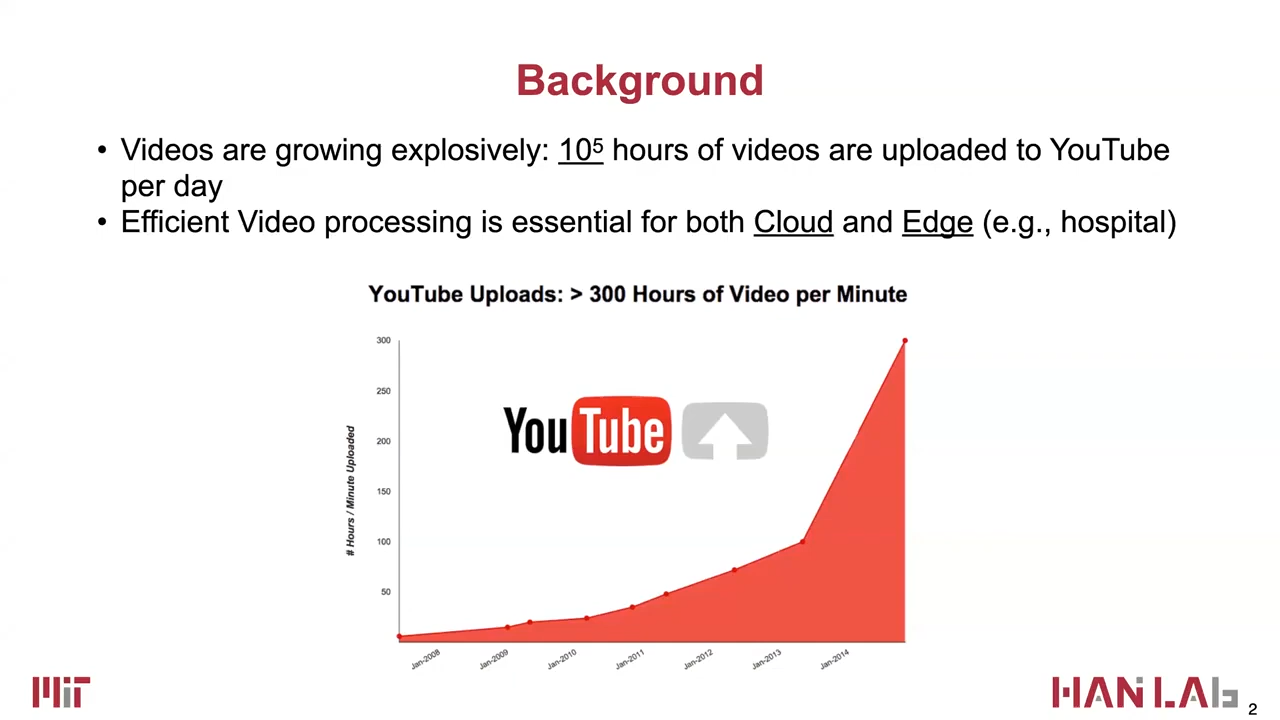 Background
• Videos are growing explosively: 10⁵ hours of videos are uploaded to YouTube
per day
• Efficient Video processing is essential for both Cloud and Edge (e.g., hospital)
YouTube Uploads: > 300 Hours of Video per Minute
300
250
200
150
100
50
# Hours / Minute Uploaded
YouTube
Jan-2008
Jan-2009
Jan-2010
Jan-2011
Jan-2012
Jan-2013
Jan-2014
MIT
HAN LAb
2